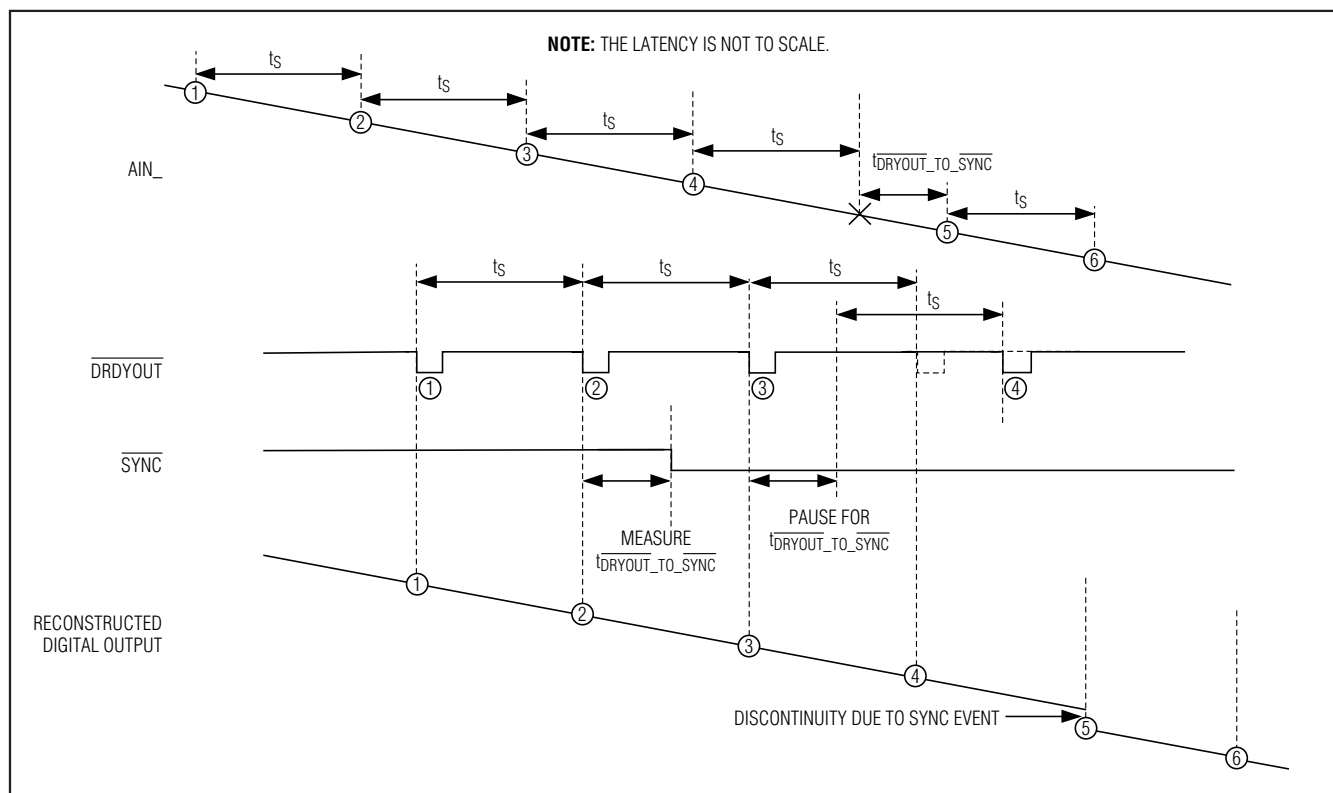 NOTE: THE LATENCY IS NOT TO SCALE.
tS
tS
tS
tS
tDRYOUT_TO_SYNC
tS
1
2
3
4
5
6
AIN_
tS
tS
tS
tS
DRDYOUT
1
2
3
4
SYNC
MEASURE
tDRYOUT_TO_SYNC
PAUSE FOR
tDRYOUT_TO_SYNC
RECONSTRUCTED
DIGITAL OUTPUT
1
2
3
4
5
6
DISCONTINUITY DUE TO SYNC EVENT